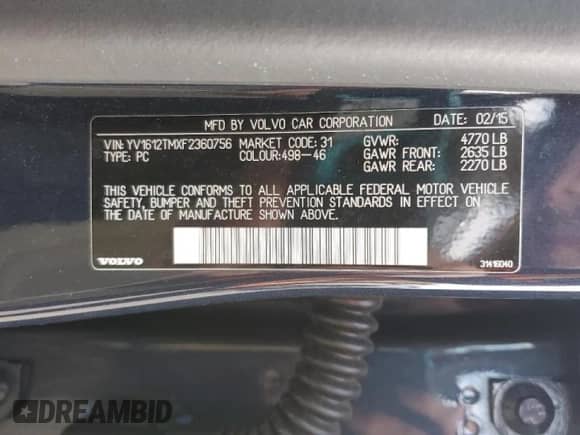 MFD BY VOLVO CAR CORPORATION DATE: 02/15
VIN: YV1612TMXF2360756 MARKET CODE: 31 GVWR: 4770 LB
TYPE: PC COLOUR:498-46 GAWR FRONT: 2635 LB
GAWR REAR: 2270 LB
THIS VEHICLE CONFORMS TO ALL APPLICABLE FEDERAL MOTOR VEHICLE
SAFETY, BUMPER AND THEFT PREVENTION STANDARDS IN EFFECT ON
THE DATE OF MANUFACTURE SHOWN ABOVE.
VOLVO 31416040
DREAMBID